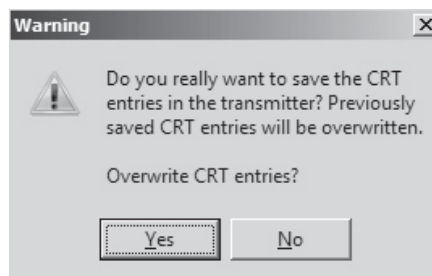 Warning
Do you really want to save the CRT
entries in the transmitter? Previously
saved CRT entries will be overwritten.
Overwrite CRT entries?
Yes
No